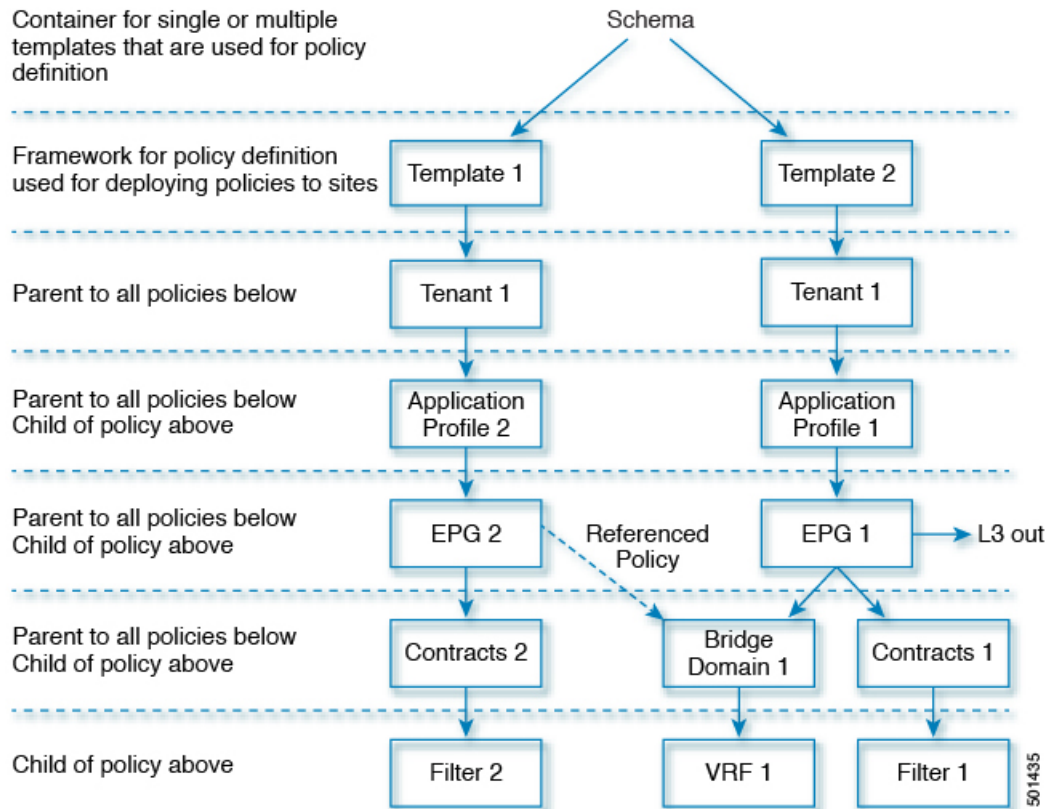 Container for single or multiple
templates that are used for policy
definition
Schema
Framework for policy definition
used for deploying policies to sites
Template 1
Template 2
Parent to all policies below
Tenant 1
Tenant 1
Parent to all policies below
Child of policy above
Application
Profile 2
Application
Profile 1
Parent to all policies below
Child of policy above
EPG 2
Referenced
Policy
EPG 1
L3 out
Parent to all policies below
Child of policy above
Contracts 2
Bridge
Domain 1
Contracts 1
Child of policy above
Filter 2
VRF 1
Filter 1
501435